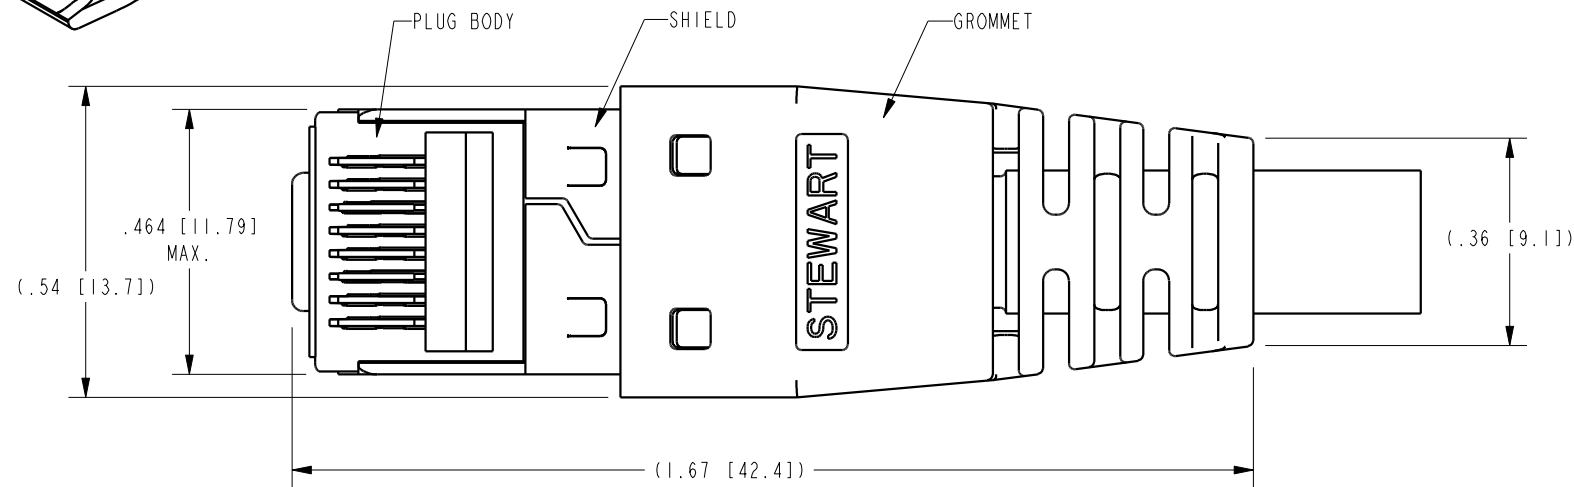 PLUG BODY
SHIELD
GROMMET
.464 [11.79]
MAX.
(.54 [13.7])
STEWART
(.36 [9.1])
(1.67 [42.4])